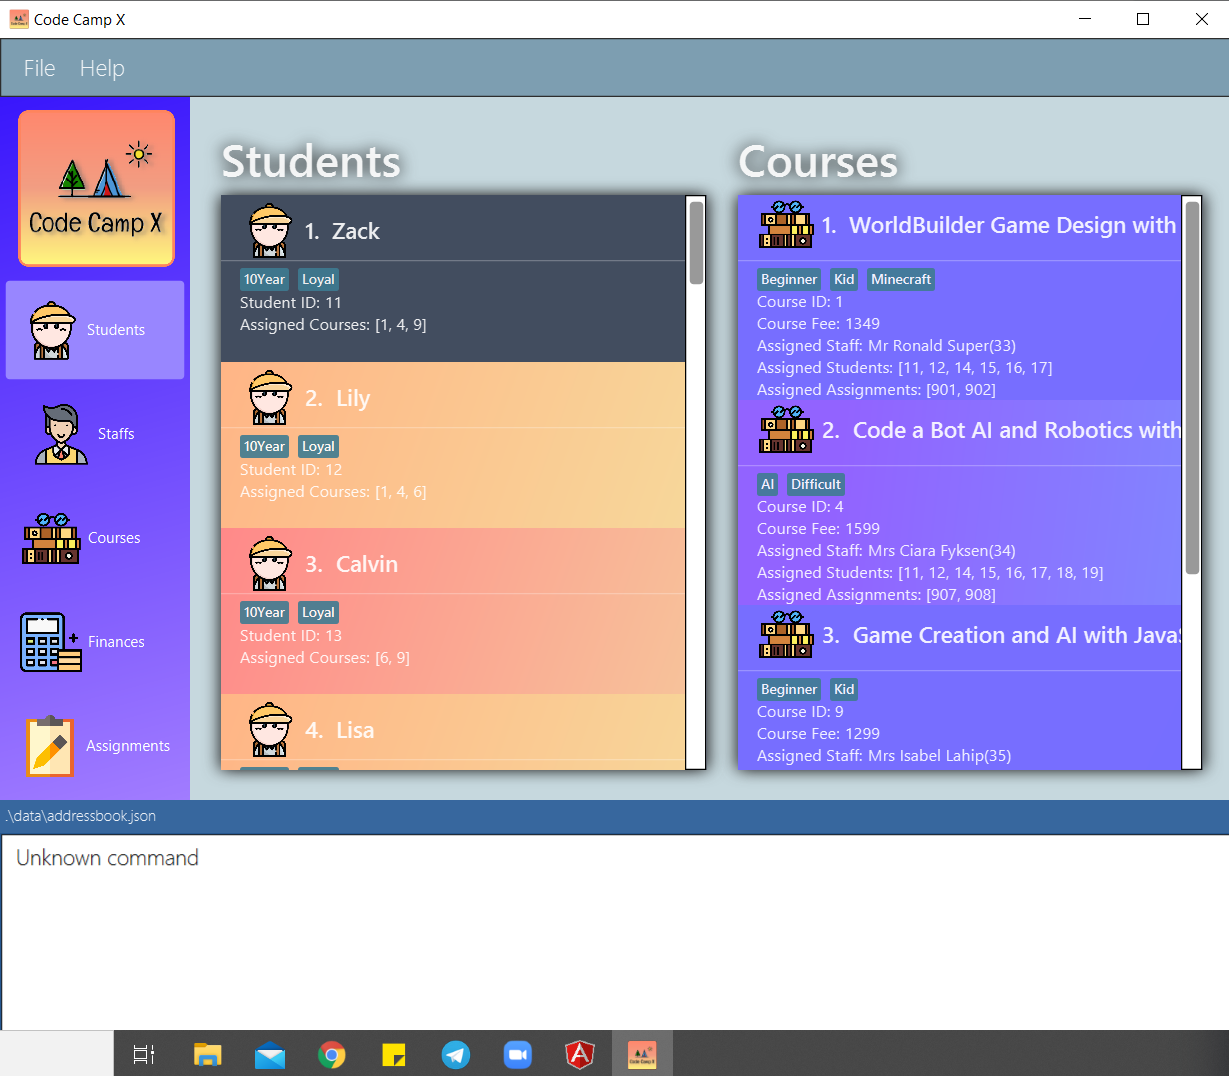 Code Camp X
File Help
Code Camp X
Students
Staffs
Courses
Finances
Assignments
Students
1. Zack
10Year Loyal
Student ID: 11
Assigned Courses: [1, 4, 9]
2. Lily
10Year Loyal
Student ID: 12
Assigned Courses: [1, 4, 6]
3. Calvin
10Year Loyal
Student ID: 13
Assigned Courses: [6, 9]
4. Lisa
Courses
1. WorldBuilder Game Design with
Beginner Kid Minecraft
Course ID: 1
Course Fee: 1349
Assigned Staff: Mr Ronald Super(33)
Assigned Students: [11, 12, 14, 15, 16, 17]
Assigned Assignments: [901, 902]
2. Code a Bot AI and Robotics with
AI Difficult
Course ID: 4
Course Fee: 1599
Assigned Staff: Mrs Ciara Fyksen(34)
Assigned Students: [11, 12, 14, 15, 16, 17, 18, 19]
Assigned Assignments: [907, 908]
3. Game Creation and AI with JavaS
Beginner Kid
Course ID: 9
Course Fee: 1299
Assigned Staff: Mrs Isabel Lahip(35)
.\data\addressbook.json
Unknown command
Code Camp X